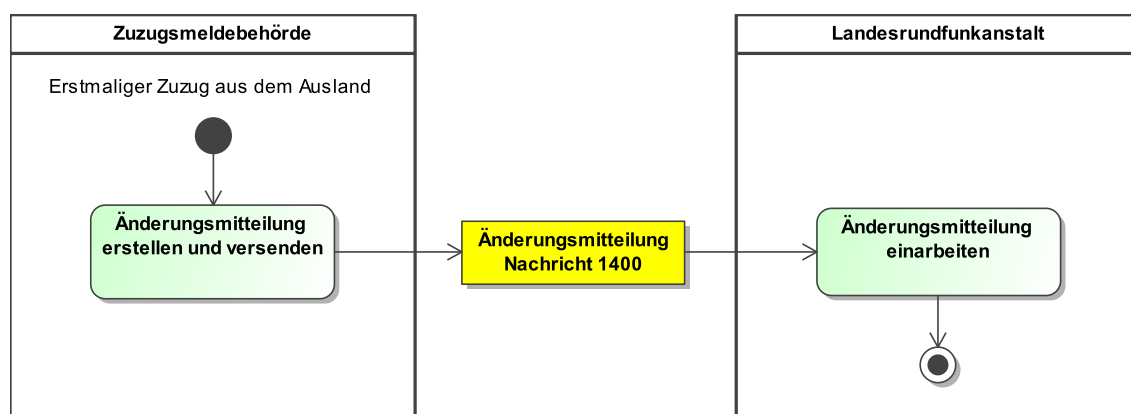 Zuzugsmeldebehörde
Landesrundfunkanstalt
Erstmaliger Zuzug aus dem Ausland
Änderungsmitteilung
erstellen und versenden
Änderungsmitteilung
Nachricht 1400
Änderungsmitteilung
einarbeiten